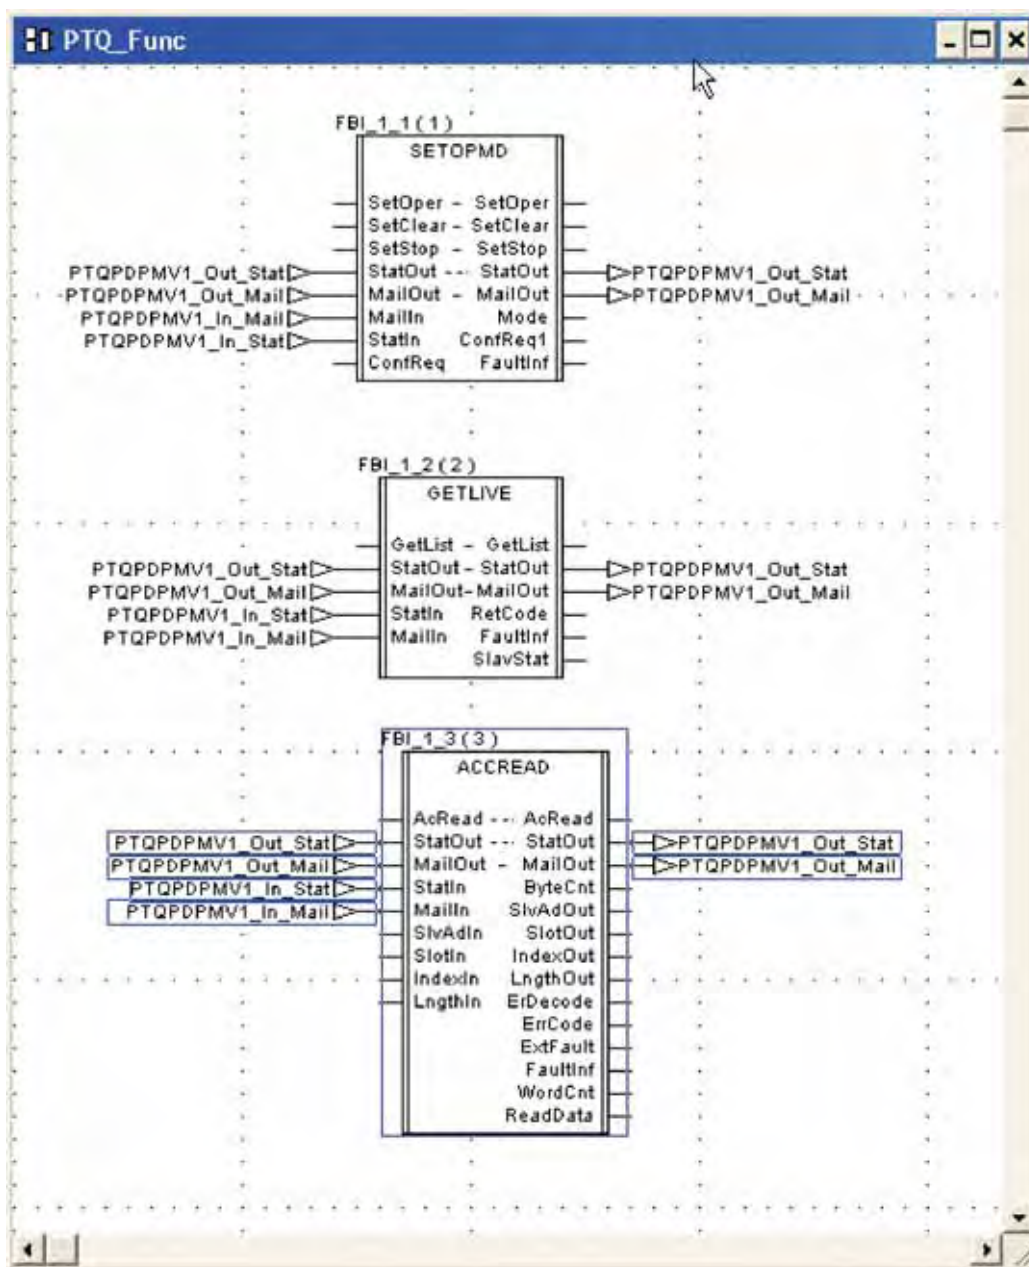 PTQ_Func
FBI_1_1(1)
SETOPMD
SetOper - SetOper
SetClear - SetClear
SetStop - SetStop
PTQPDPMV1_Out_Stat StatOut --- StatOut PTQPDPMV1_Out_Stat
PTQPDPMV1_Out_Mail MailOut - MailOut PTQPDPMV1_Out_Mail
PTQPDPMV1_In_Mail MailIn Mode
PTQPDPMV1_In_Stat StatIn ConfReq1
ConfReq FaultInf
FBI_1_2(2)
GETLIVE
GetList - GetList
PTQPDPMV1_Out_Stat StatOut - StatOut PTQPDPMV1_Out_Stat
PTQPDPMV1_Out_Mail MailOut - MailOut PTQPDPMV1_Out_Mail
PTQPDPMV1_In_Stat StatIn RetCode
PTQPDPMV1_In_Mail MailIn FaultInf
SlavStat
FBI_1_3(3)
ACCREAD
AcRead --- AcRead
PTQPDPMV1_Out_Stat StatOut --- StatOut PTQPDPMV1_Out_Stat
PTQPDPMV1_Out_Mail MailOut - MailOut PTQPDPMV1_Out_Mail
PTQPDPMV1_In_Stat StatIn ByteCnt
PTQPDPMV1_In_Mail MailIn SlvAdOut
SlvAdIn SlotOut
SlotIn IndexOut
IndexIn LngthOut
LngthIn ErDecode
ErrCode
ExtFault
FaultInf
WordCnt
ReadData